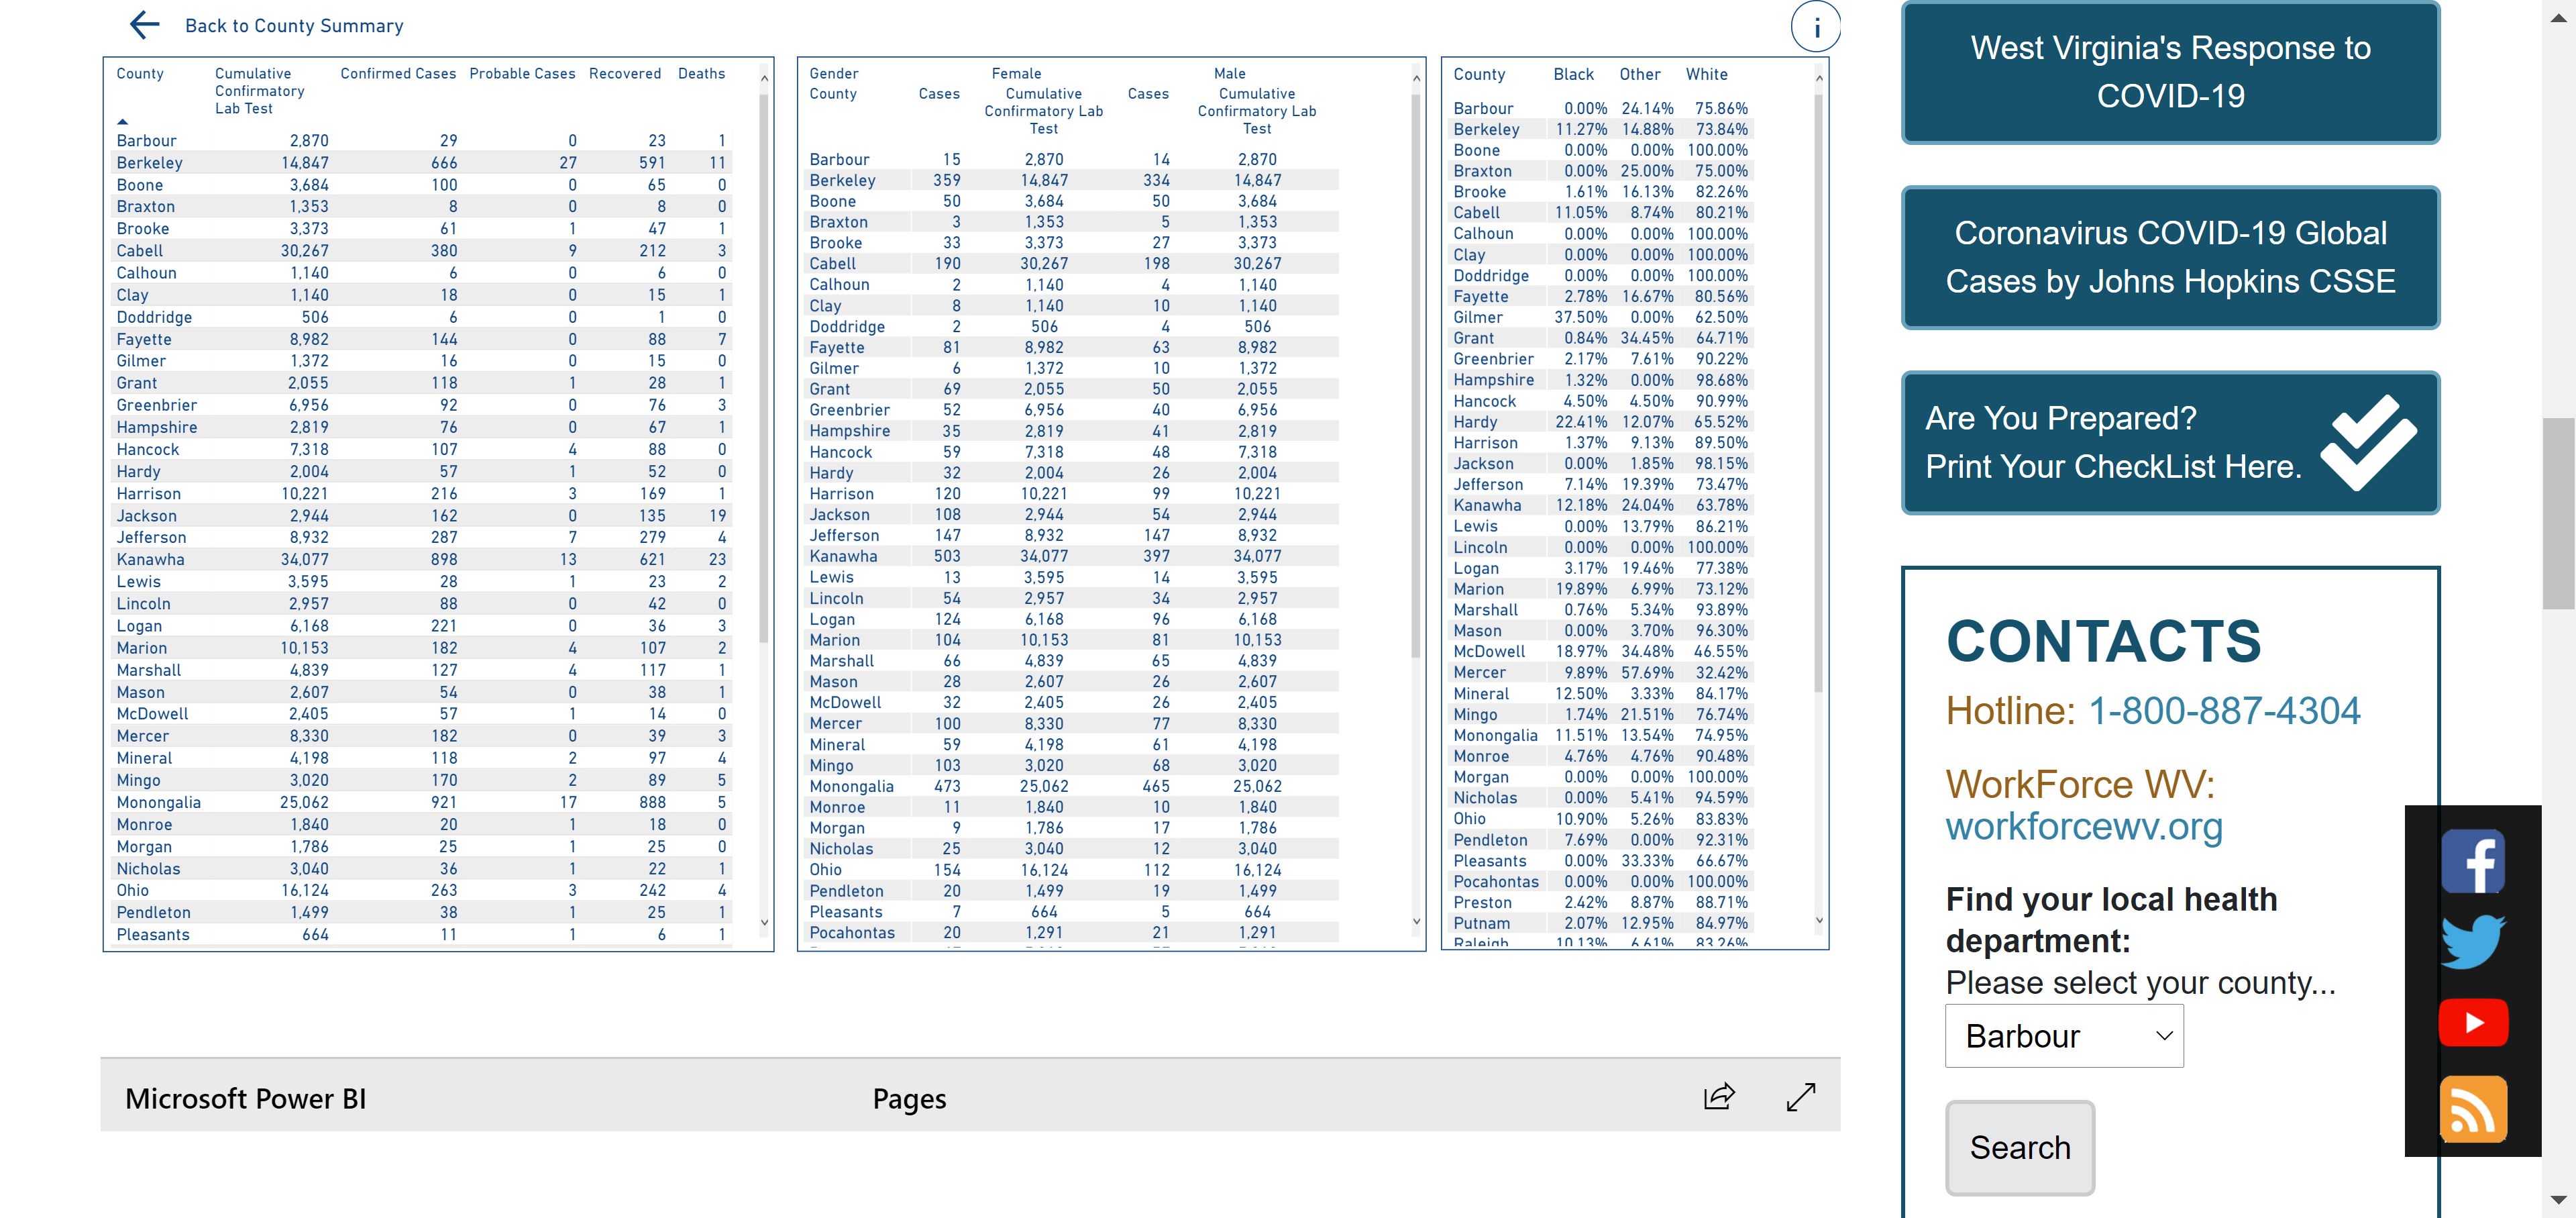 Back to County Summary
i
County Cumulative Confirmatory Lab Test Confirmed Cases Probable Cases Recovered Deaths
Barbour 2,870 29 0 23 1
Berkeley 14,847 666 27 591 11
Boone 3,684 100 0 65 0
Braxton 1,353 8 0 8 0
Brooke 3,373 61 1 47 1
Cabell 30,267 380 9 212 3
Calhoun 1,140 6 0 6 0
Clay 1,140 18 0 15 1
Doddridge 506 6 0 1 0
Fayette 8,982 144 0 88 7
Gilmer 1,372 16 0 15 0
Grant 2,055 118 1 28 1
Greenbrier 6,956 92 0 76 3
Hampshire 2,819 76 0 67 1
Hancock 7,318 107 4 88 0
Hardy 2,004 57 1 52 0
Harrison 10,221 216 3 169 1
Jackson 2,944 162 0 135 19
Jefferson 8,932 287 7 279 4
Kanawha 34,077 898 13 621 23
Lewis 3,595 28 1 23 2
Lincoln 2,957 88 0 42 0
Logan 6,168 221 0 36 3
Marion 10,153 182 4 107 2
Marshall 4,839 127 4 117 1
Mason 2,607 54 0 38 1
McDowell 2,405 57 1 14 0
Mercer 8,330 182 0 39 3
Mineral 4,198 118 2 97 4
Mingo 3,020 170 2 89 5
Monongalia 25,062 921 17 888 5
Monroe 1,840 20 1 18 0
Morgan 1,786 25 1 25 0
Nicholas 3,040 36 1 22 1
Ohio 16,124 263 3 242 4
Pendleton 1,499 38 1 25 1
Pleasants 664 11 1 6 1
Gender Female Male
County Cases Cumulative Confirmatory Lab Test Cases Cumulative Confirmatory Lab Test
Barbour 15 2,870 14 2,870
Berkeley 359 14,847 334 14,847
Boone 50 3,684 50 3,684
Braxton 3 1,353 5 1,353
Brooke 33 3,373 27 3,373
Cabell 190 30,267 198 30,267
Calhoun 2 1,140 4 1,140
Clay 8 1,140 10 1,140
Doddridge 2 506 4 506
Fayette 81 8,982 63 8,982
Gilmer 6 1,372 10 1,372
Grant 69 2,055 50 2,055
Greenbrier 52 6,956 40 6,956
Hampshire 35 2,819 41 2,819
Hancock 59 7,318 48 7,318
Hardy 32 2,004 26 2,004
Harrison 120 10,221 99 10,221
Jackson 108 2,944 54 2,944
Jefferson 147 8,932 147 8,932
Kanawha 503 34,077 397 34,077
Lewis 13 3,595 14 3,595
Lincoln 54 2,957 34 2,957
Logan 124 6,168 96 6,168
Marion 104 10,153 81 10,153
Marshall 66 4,839 65 4,839
Mason 28 2,607 26 2,607
McDowell 32 2,405 26 2,405
Mercer 100 8,330 77 8,330
Mineral 59 4,198 61 4,198
Mingo 103 3,020 68 3,020
Monongalia 473 25,062 465 25,062
Monroe 11 1,840 10 1,840
Morgan 9 1,786 17 1,786
Nicholas 25 3,040 12 3,040
Ohio 154 16,124 112 16,124
Pendleton 20 1,499 19 1,499
Pleasants 7 664 5 664
Pocahontas 20 1,291 21 1,291
County Black Other White
Barbour 0.00% 24.14% 75.86%
Berkeley 11.27% 14.88% 73.84%
Boone 0.00% 0.00% 100.00%
Braxton 0.00% 25.00% 75.00%
Brooke 1.61% 16.13% 82.26%
Cabell 11.05% 8.74% 80.21%
Calhoun 0.00% 0.00% 100.00%
Clay 0.00% 0.00% 100.00%
Doddridge 0.00% 0.00% 100.00%
Fayette 2.78% 16.67% 80.56%
Gilmer 37.50% 0.00% 62.50%
Grant 0.84% 34.45% 64.71%
Greenbrier 2.17% 7.61% 90.22%
Hampshire 1.32% 0.00% 98.68%
Hancock 4.50% 4.50% 90.99%
Hardy 22.41% 12.07% 65.52%
Harrison 1.37% 9.13% 89.50%
Jackson 0.00% 1.85% 98.15%
Jefferson 7.14% 19.39% 73.47%
Kanawha 12.18% 24.04% 63.78%
Lewis 0.00% 13.79% 86.21%
Lincoln 0.00% 0.00% 100.00%
Logan 3.17% 19.46% 77.38%
Marion 19.89% 6.99% 73.12%
Marshall 0.76% 5.34% 93.89%
Mason 0.00% 3.70% 96.30%
McDowell 18.97% 34.48% 46.55%
Mercer 9.89% 57.69% 32.42%
Mineral 12.50% 3.33% 84.17%
Mingo 1.74% 21.51% 76.74%
Monongalia 11.51% 13.54% 74.95%
Monroe 4.76% 4.76% 90.48%
Morgan 0.00% 0.00% 100.00%
Nicholas 0.00% 5.41% 94.59%
Ohio 10.90% 5.26% 83.83%
Pendleton 7.69% 0.00% 92.31%
Pleasants 0.00% 33.33% 66.67%
Pocahontas 0.00% 0.00% 100.00%
Preston 2.42% 8.87% 88.71%
Putnam 2.07% 12.95% 84.97%
Raleigh 10.13% 6.61% 83.26%
Microsoft Power BI
Pages
West Virginia's Response to
COVID-19
Coronavirus COVID-19 Global
Cases by Johns Hopkins CSSE
Are You Prepared?
Print Your CheckList Here.
CONTACTS
Hotline: 1-800-887-4304
WorkForce WV:
workforcewv.org
Find your local health
department:
Please select your county...
Barbour
Search